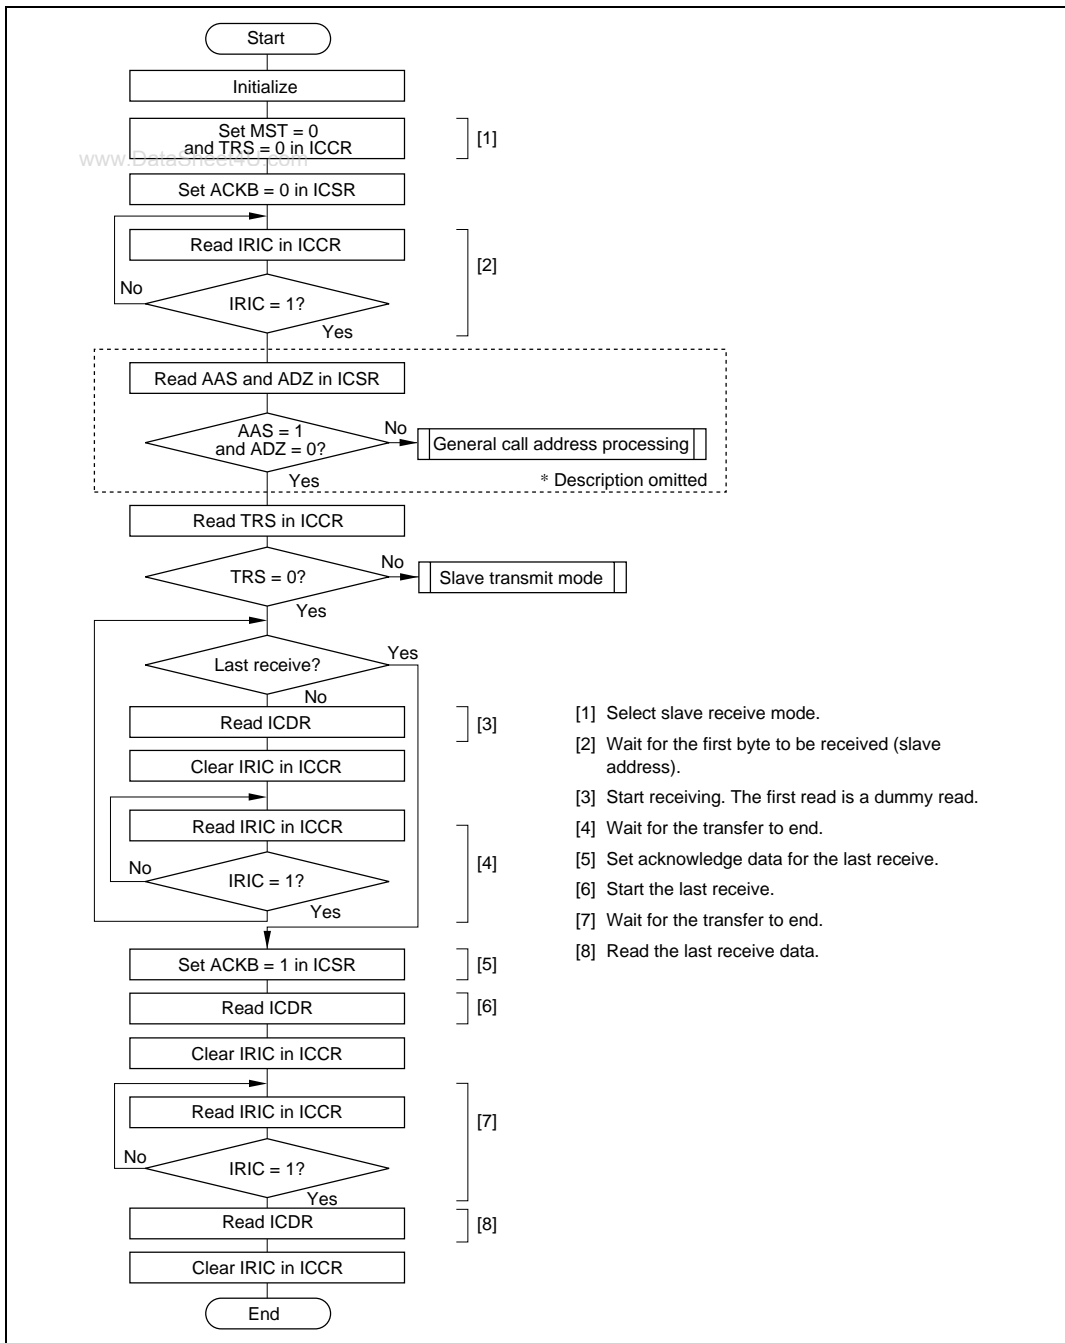 Start
Initialize
Set MST = 0
and TRS = 0 in ICCR
[1]
www.DataSheet4U.com
Set ACKB = 0 in ICSR
Read IRIC in ICCR
[2]
No
IRIC = 1?
Yes
Read AAS and ADZ in ICSR
AAS = 1
and ADZ = 0?
No
General call address processing
Yes
* Description omitted
Read TRS in ICCR
TRS = 0?
No
Slave transmit mode
Yes
Last receive?
Yes
No
Read ICDR
[3]
Clear IRIC in ICCR
Read IRIC in ICCR
[4]
No
IRIC = 1?
Yes
Set ACKB = 1 in ICSR
[5]
Read ICDR
[6]
Clear IRIC in ICCR
Read IRIC in ICCR
[7]
No
IRIC = 1?
Yes
Read ICDR
[8]
Clear IRIC in ICCR
End
[1] Select slave receive mode.
[2] Wait for the first byte to be received (slave
address).
[3] Start receiving. The first read is a dummy read.
[4] Wait for the transfer to end.
[5] Set acknowledge data for the last receive.
[6] Start the last receive.
[7] Wait for the transfer to end.
[8] Read the last receive data.